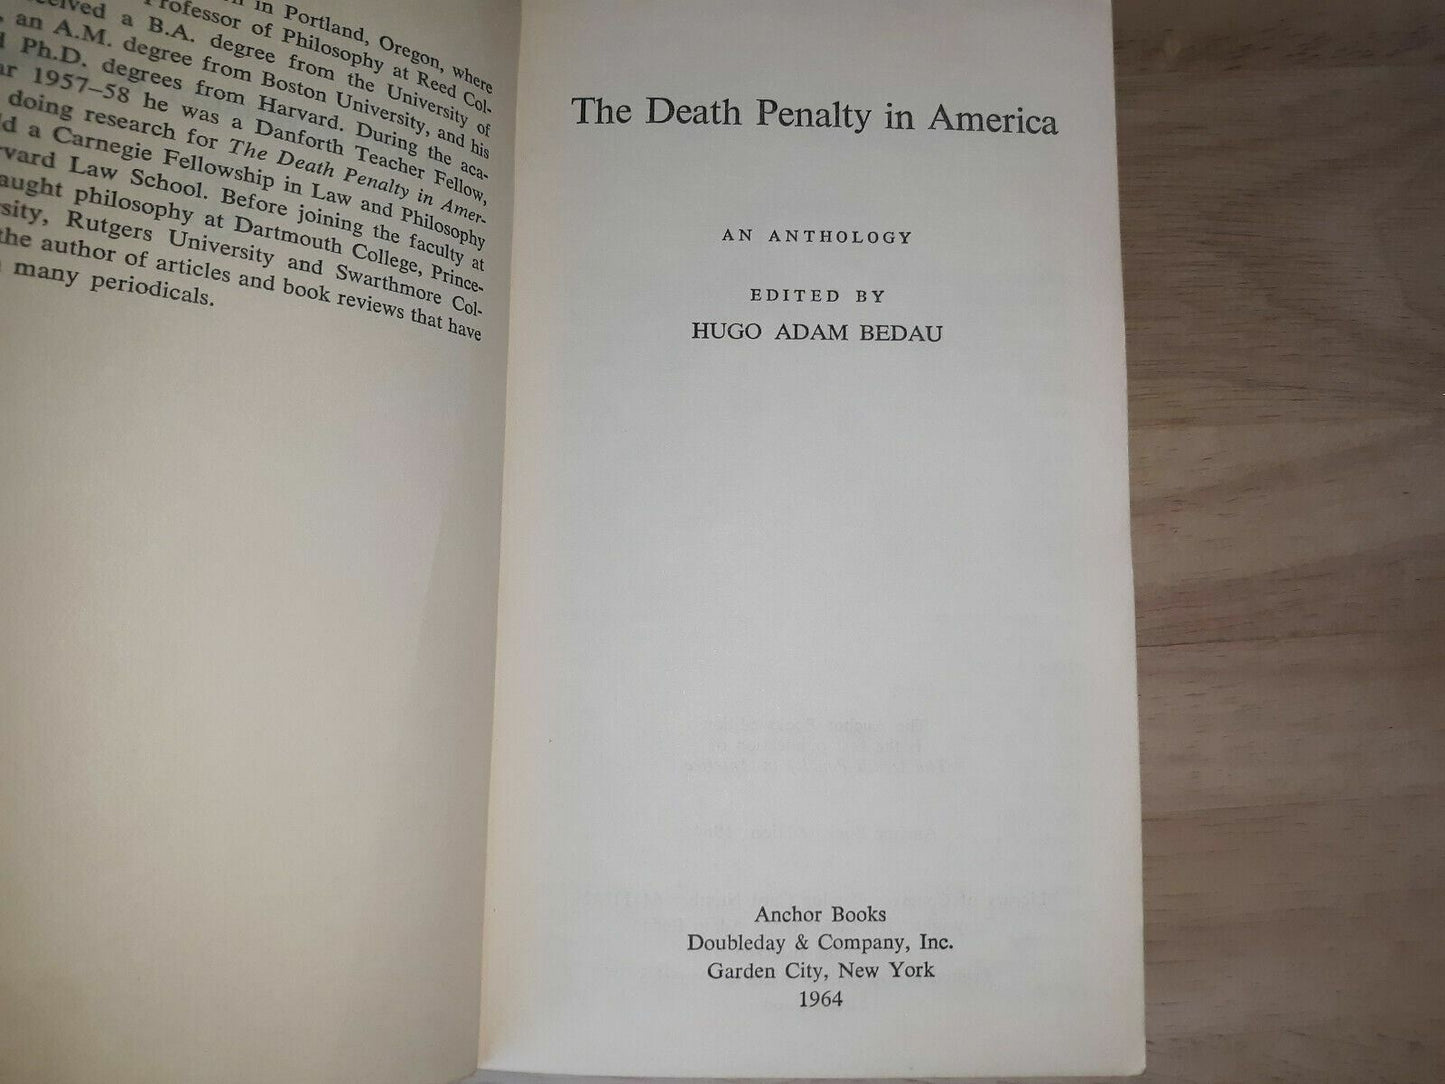 in Portland, Oregon, where
Professor of Philosophy at Reed Col-
a B.A. degree from the University of
an A.M. degree from Boston University, and his
Ph.D. degrees from Harvard. During the aca-
1957–58 he was a Danforth Teacher Fellow,
doing research for The Death Penalty in Amer-
a Carnegie Fellowship in Law and Philosophy
Law School. Before joining the faculty at
philosophy at Dartmouth College, Prince-
Rutgers University and Swarthmore Col-
the author of articles and book reviews that have
many periodicals.
The Death Penalty in America
AN ANTHOLOGY
EDITED BY
HUGO ADAM BEDAU
Anchor Books
Doubleday & Company, Inc.
Garden City, New York
1964